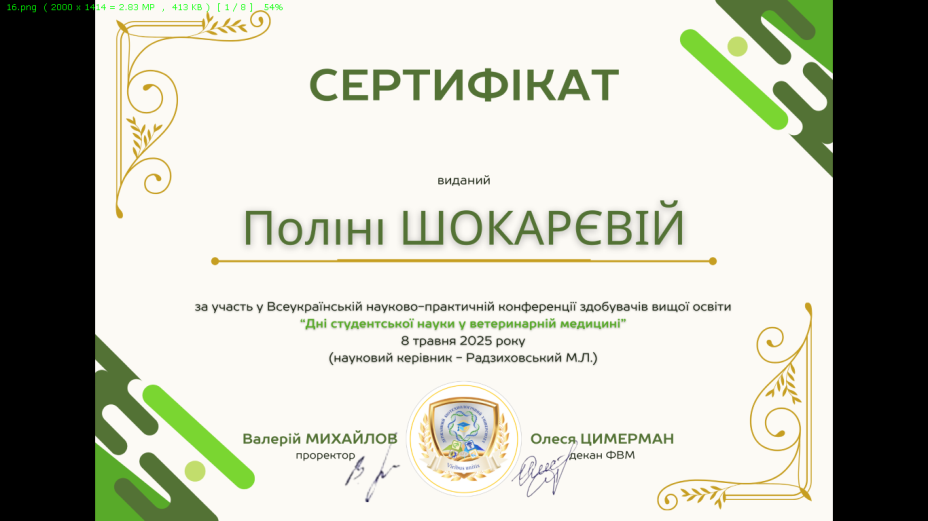 16.png ( 2000 x 1414 = 2.83 MP , 413 KB ) [ 1 / 8 ] 54%
СЕРТИФІКАТ
виданий
Поліні ШОКАРЄВІЙ
за участь у Всеукраїнській науково-практичній конференції здобувачів вищої освіти
“Дні студентської науки у ветеринарній медицині”
8 травня 2025 року
(науковий керівник - Радзиховський М.Л.)
Валерій МИХАЙЛОВ
проректор
Олеся ЦИМЕРМАН
декан ФВМ